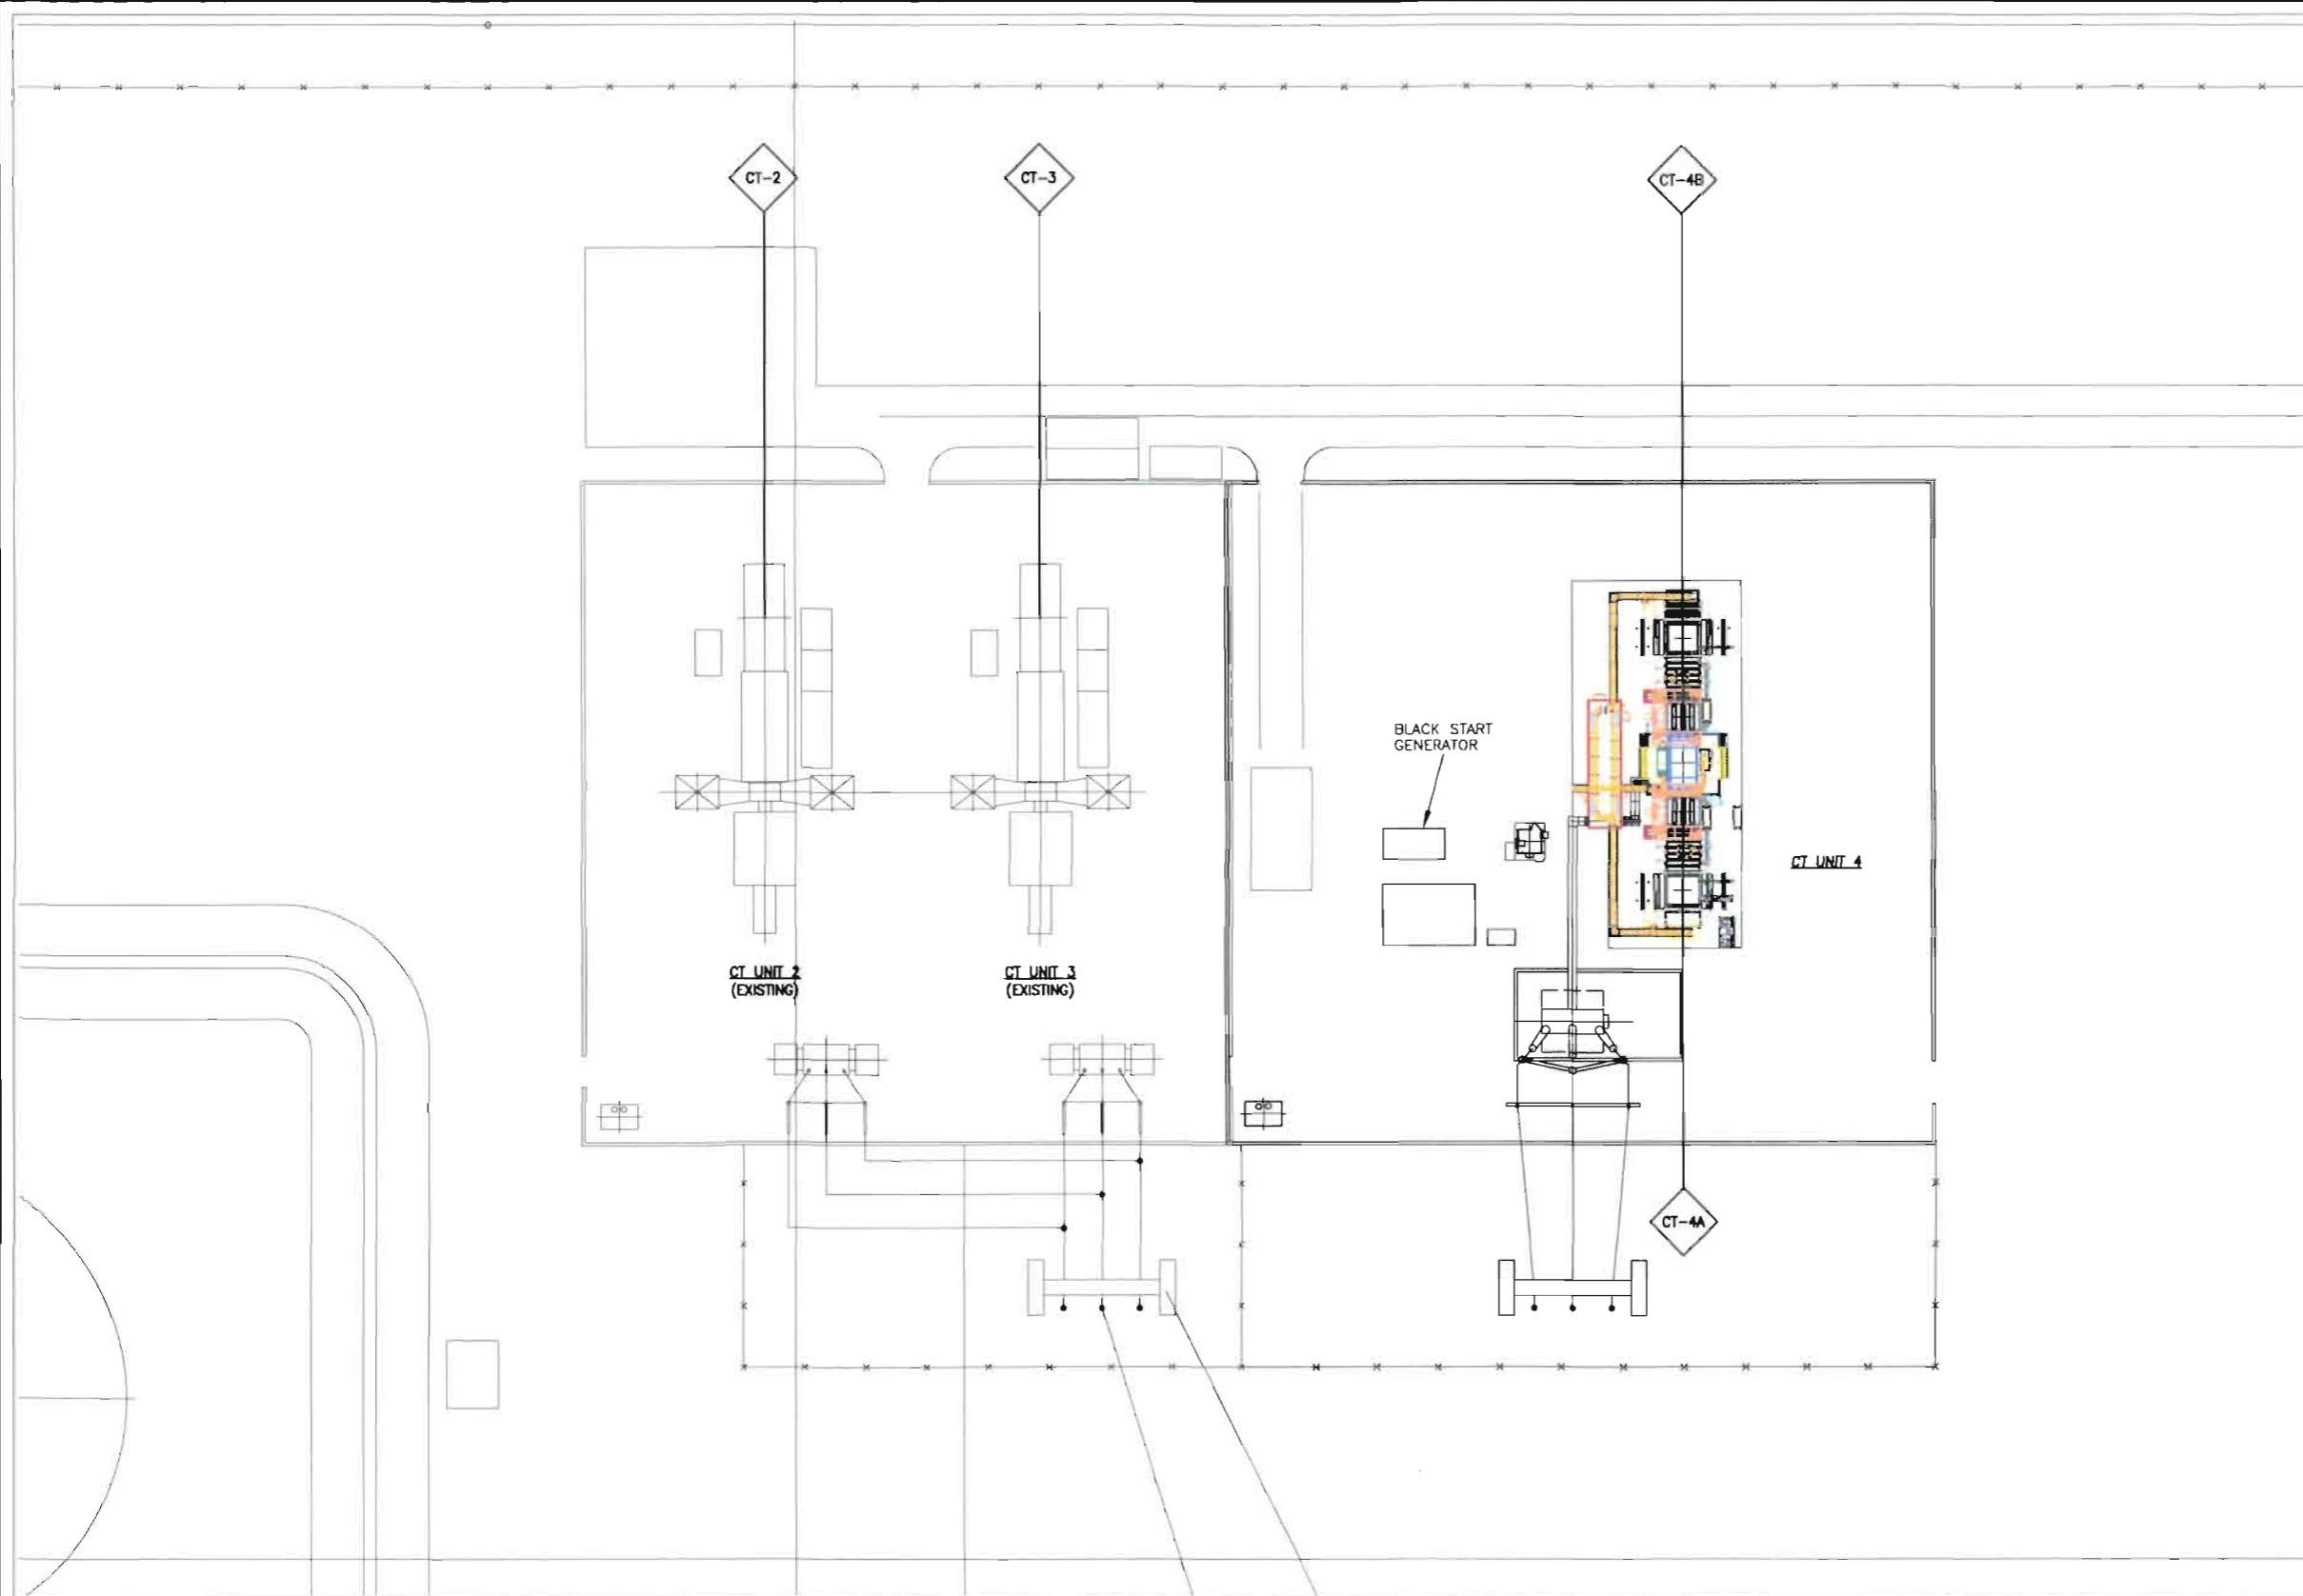 CT-2
CT-3
CT-4B
BLACK START
GENERATOR
CT UNIT 4
CT UNIT 2
(EXISTING)
CT UNIT 3
(EXISTING)
CT-4A